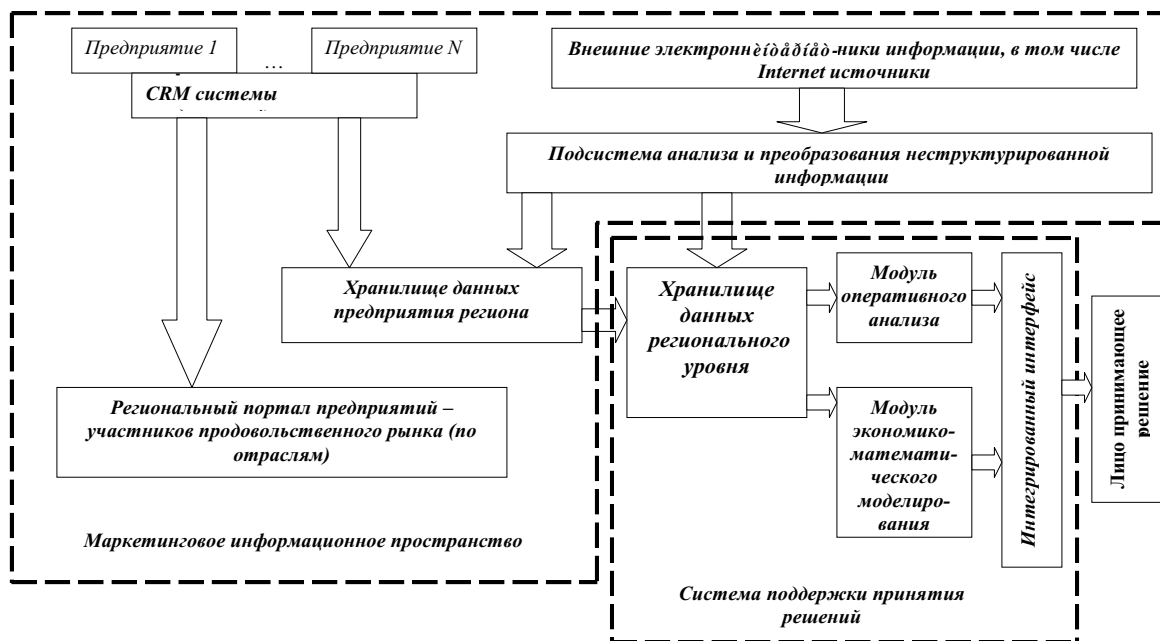 Предприятие 1
…
Предприятие N
CRM системы
Внешние электроннèíòåðíåò-ники информации, в том числе
Internet источники
Подсистема анализа и преобразования неструктурированной
информации
Хранилище данных
предприятия региона
Хранилище
данных
регионального
уровня
Модуль
оперативного
анализа
Модуль
экономико-
математи-
ческого
моделиро-
вания
Интегрированный интерфейс
Лицо принимающее
решение
Региональный портал предприятий –
участников продовольственного рынка (по
отраслям)
Маркетинговое информационное пространство
Система поддержки принятия
решений